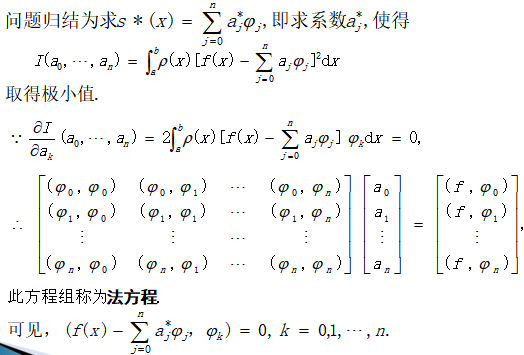 问题归结为求s*(x) = ∑_{j=0}^{n} a_j^* φ_j, 即求系数a_j^*, 使得
I(a_0, ⋯, a_n) = ∫_a^b ρ(x)[f(x) − ∑_{j=0}^{n} a_j φ_j]^2 dx
取得极小值.
∵ ∂I/∂a_k (a_0, ⋯, a_n) = 2∫_a^b ρ(x)[f(x) − ∑_{j=0}^{n} a_j φ_j] φ_k dx = 0,
∴ [(φ_0, φ_0) (φ_0, φ_1) ⋯ (φ_0, φ_n)] [a_0] [(f, φ_0)]
[(φ_1, φ_0) (φ_1, φ_1) ⋯ (φ_1, φ_n)] [a_1] = [(f, φ_1)],
[⋮ ⋮ ⋯ ⋮] [⋮] [⋮]
[(φ_n, φ_0) (φ_n, φ_1) ⋯ (φ_n, φ_n)] [a_n] [(f, φ_n)]
此方程组称为法方程.
可见, (f(x) − ∑_{j=0}^{n} a_j^* φ_j, φ_k) = 0, k = 0,1,⋯, n.